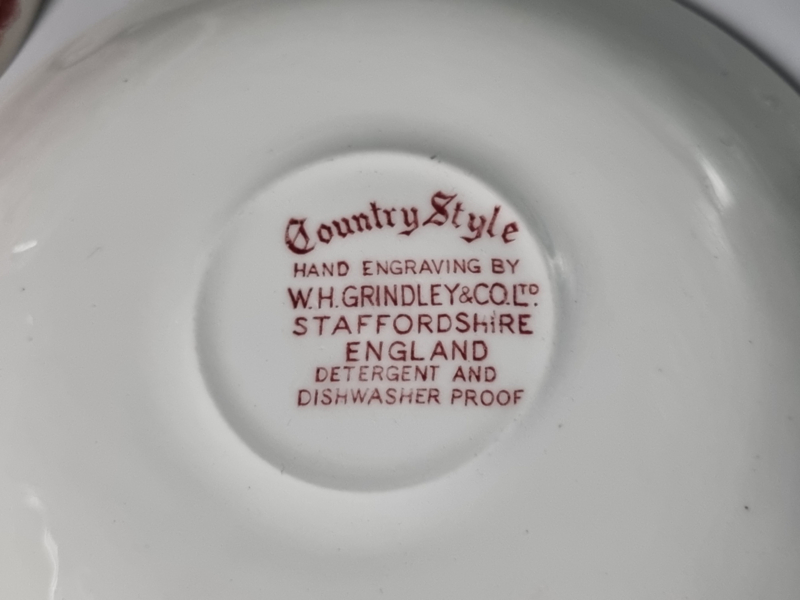 Country Style
HAND ENGRAVING BY
W.H.GRINDLEY&CO.LTD.
STAFFORDSHIRE
ENGLAND
DETERGENT AND
DISHWASHER PROOF